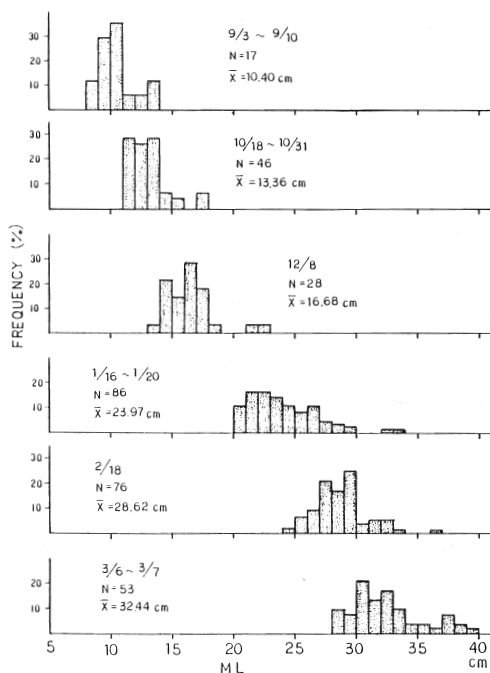 30
20
10
9/3 ~ 9/10
N = 17
X̄ = 10.40 cm
30
20
10
10/18 ~ 10/31
N = 46
X̄ = 13.36 cm
FREQUENCY (%)
30
20
10
12/8
N = 28
X̄ = 16.68 cm
20
10
1/16 ~ 1/20
N = 86
X̄ = 23.97 cm
20
10
2/18
N = 76
X̄ = 28.62 cm
20
10
3/6 ~ 3/7
N = 53
X̄ = 32.44 cm
5 10 15 20 25 30 35 40
ML cm